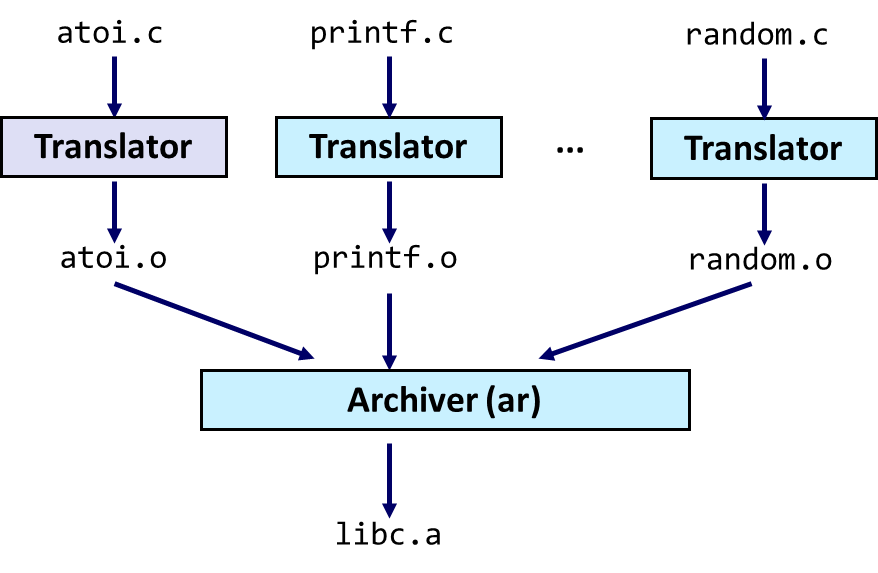 atoi.c
printf.c
random.c
Translator
Translator
...
Translator
atoi.o
printf.o
random.o
Archiver (ar)
libc.a